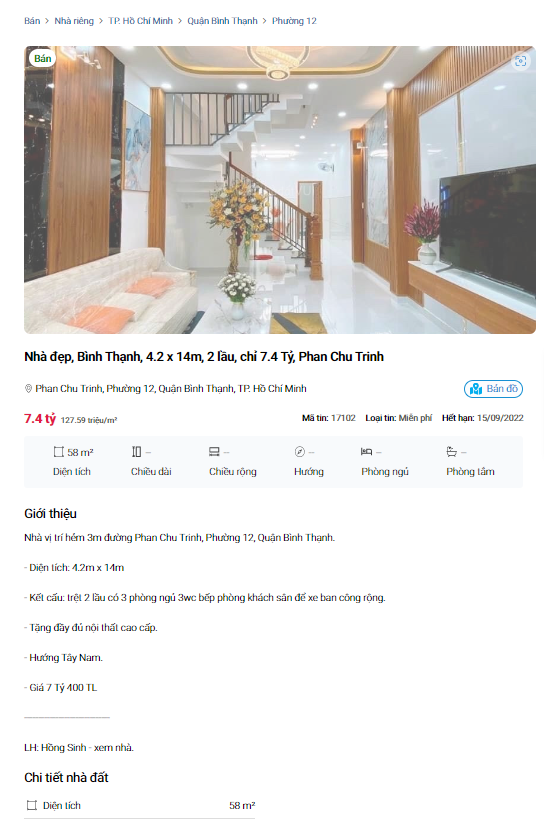 Bán > Nhà riêng > TP. Hồ Chí Minh > Quận Bình Thạnh > Phường 12
Bán
Nhà đẹp, Bình Thạnh, 4.2 x 14m, 2 lầu, chỉ 7.4 Tỷ, Phan Chu Trinh
Phan Chu Trinh, Phường 12, Quận Bình Thạnh, TP. Hồ Chí Minh
Bản đồ
7.4 tỷ 127.59 triệu/m² Mã tin: 17102 Loại tin: Miễn phí Hết hạn: 15/09/2022
58 m² -- -- -- -- --
Diện tích Chiều dài Chiều rộng Hướng Phòng ngủ Phòng tắm
Giới thiệu
Nhà vị trí hẻm 3m đường Phan Chu Trinh, Phường 12, Quận Bình Thạnh.
- Diện tích: 4.2m x 14m
- Kết cấu: trệt 2 lầu có 3 phòng ngủ 3wc bếp phòng khách sân để xe ban công rộng.
- Tặng đầy đủ nội thất cao cấp.
- Hướng Tây Nam.
- Giá 7 Tỷ 400 TL
---------------------------
LH: Hồng Sinh - xem nhà.
Chi tiết nhà đất
Diện tích 58 m²